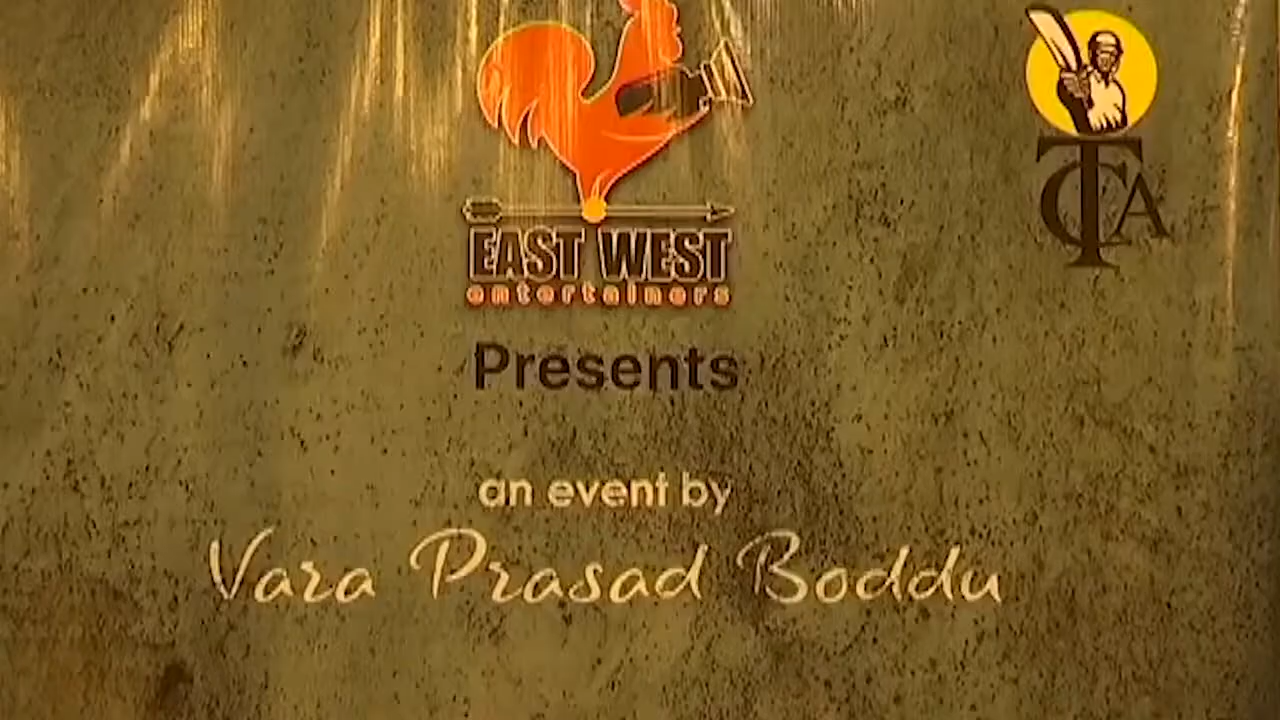 EAST WEST
entertainers
TCA
Presents
an event by
Vara Prasad Boddu